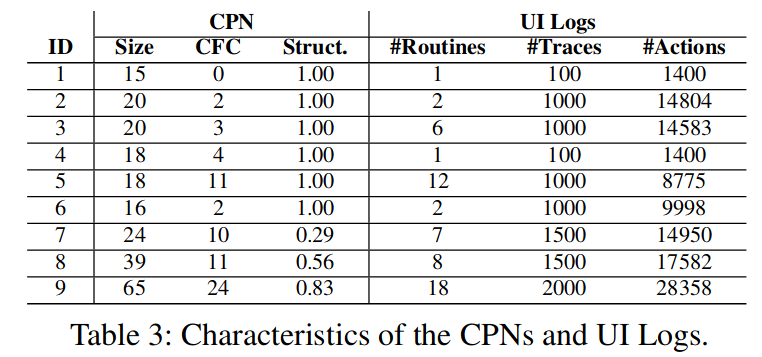 CPN UI Logs
ID Size CFC Struct. #Routines #Traces #Actions
1 15 0 1.00 1 100 1400
2 20 2 1.00 2 1000 14804
3 20 3 1.00 6 1000 14583
4 18 4 1.00 1 100 1400
5 18 11 1.00 12 1000 8775
6 16 2 1.00 2 1000 9998
7 24 10 0.29 7 1500 14950
8 39 11 0.56 8 1500 17582
9 65 24 0.83 18 2000 28358
Table 3: Characteristics of the CPNs and UI Logs.